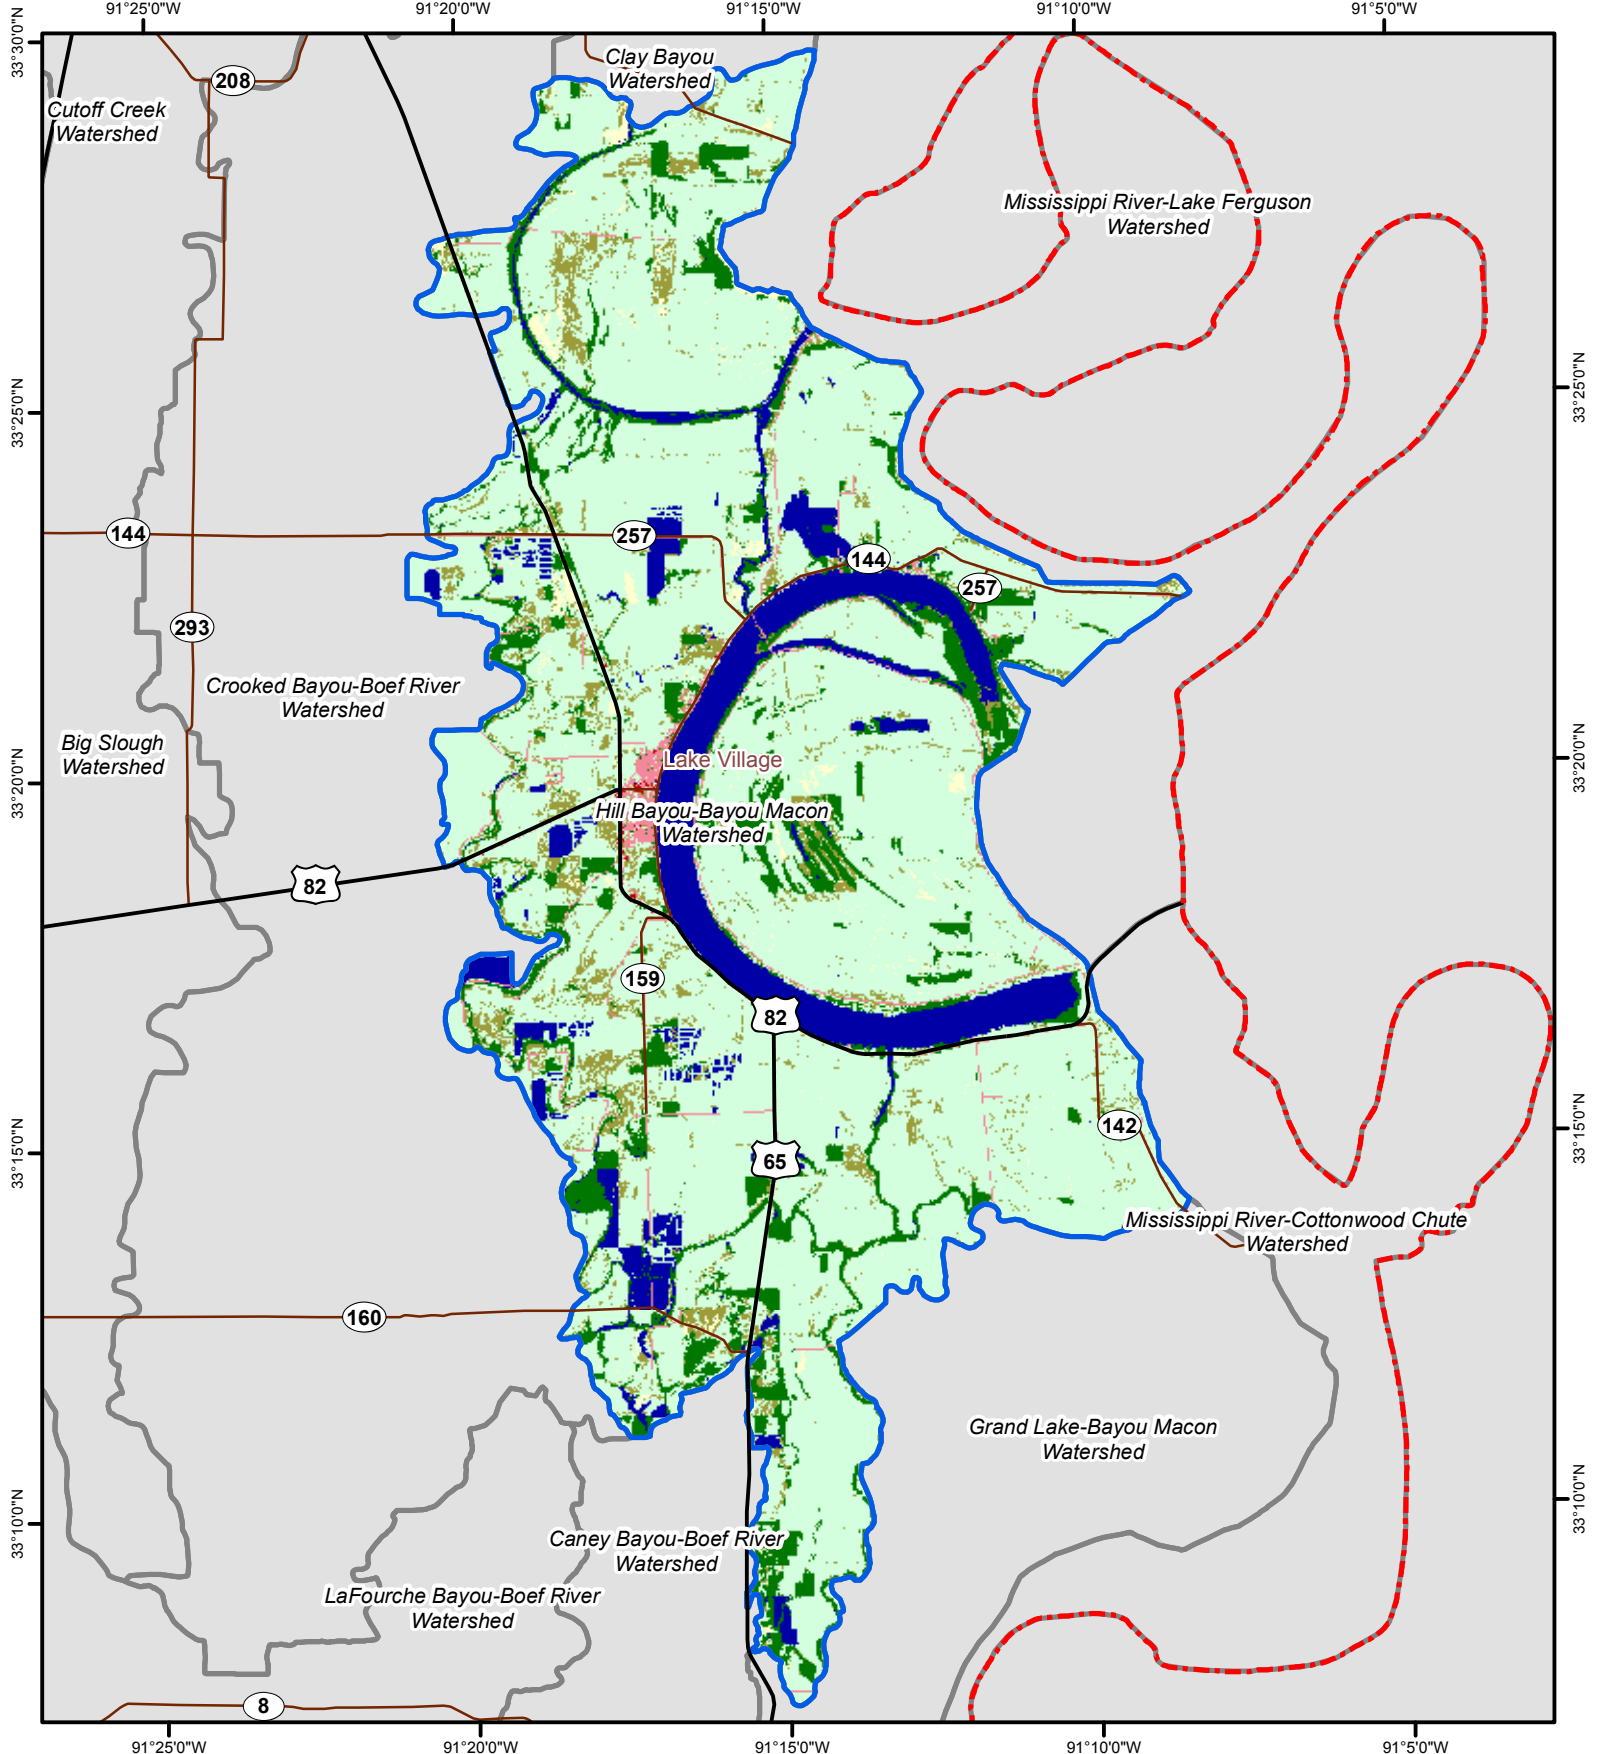 91°25'0"W
91°20'0"W
91°15'0"W
91°10'0"W
91°5'0"W
33°30'0"N
Clay Bayou
Watershed
208
Cutoff Creek
Watershed
Mississippi River-Lake Ferguson
Watershed
33°25'0"N
33°25'0"N
144
257
144
257
293
Crooked Bayou-Boef River
Watershed
Big Slough
Watershed
Lake Village
33°20'0"N
33°20'0"N
Hill Bayou-Bayou Macon
Watershed
82
159
82
142
33°15'0"N
33°15'0"N
65
Mississippi River-Cottonwood Chute
Watershed
160
Grand Lake-Bayou Macon
Watershed
33°10'0"N
33°10'0"N
Caney Bayou-Boef River
Watershed
LaFourche Bayou-Boef River
Watershed
8
91°25'0"W
91°20'0"W
91°15'0"W
91°10'0"W
91°5'0"W